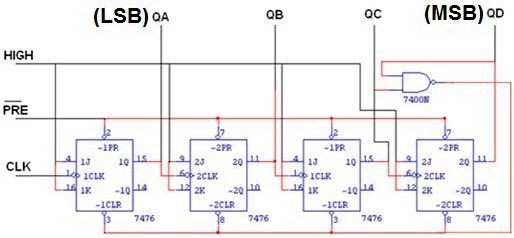 (LSB) QA QB QC (MSB) QD
HIGH
7400N
PRE
2 7 2 7
~1PR ~2PR ~1PR ~2PR
4 1J 1Q 15 9 2J 2Q 11 4 1J 1Q 15 9 2J 2Q 11
CLK 1 1CLK 6 2CLK 1 1CLK 6 2CLK
16 1K ~1Q 14 12 2K ~2Q 10 16 1K ~1Q 14 12 2K ~2Q 10
~1CLR ~2CLR ~1CLR ~2CLR
3 7476 8 7476 3 7476 8 7476